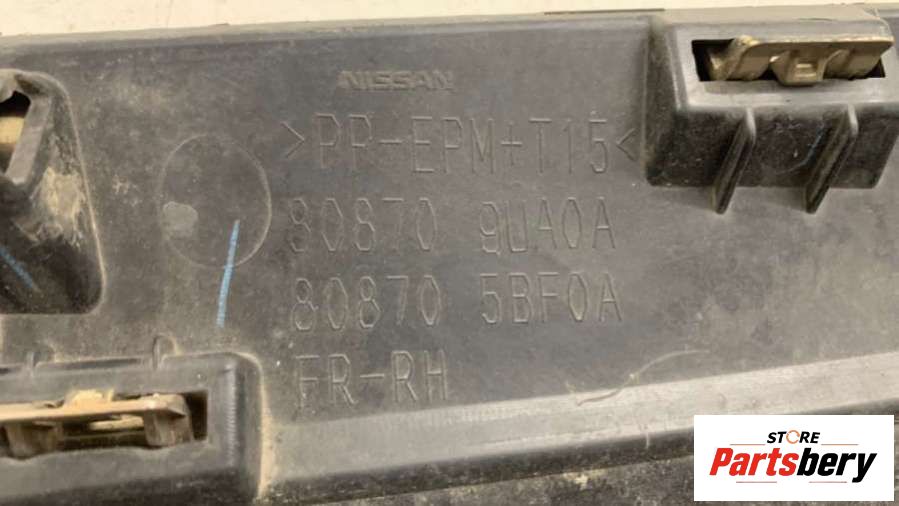 NISSAN
>PP-EPM+T15<
80870 9UA0A
80870 5BF0A
FR-RH
STORE
Partsbery